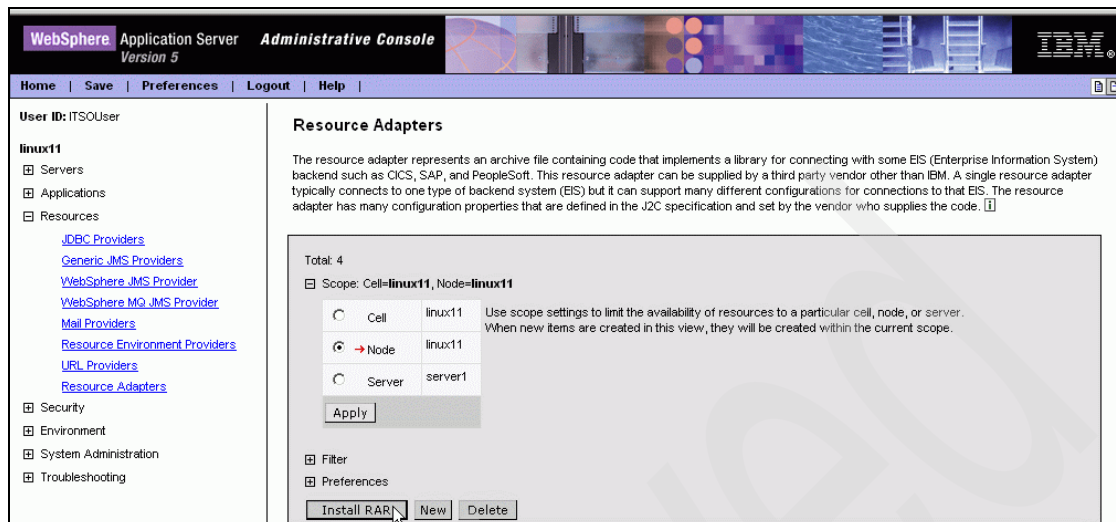 WebSphere. Application Server Administrative Console
Version 5
IBM®
Home | Save | Preferences | Logout | Help |
User ID: ITSOUser
linux11
Servers
Applications
Resources
JDBC Providers
Generic JMS Providers
WebSphere JMS Provider
WebSphere MQ JMS Provider
Mail Providers
Resource Environment Providers
URL Providers
Resource Adapters
Security
Environment
System Administration
Troubleshooting
Resource Adapters
The resource adapter represents an archive file containing code that implements a library for connecting with some EIS (Enterprise Information System)
backend such as CICS, SAP, and PeopleSoft. This resource adapter can be supplied by a third party vendor other than IBM. A single resource adapter
typically connects to one type of backend system (EIS) but it can support many different configurations for connections to that EIS. The resource
adapter has many configuration properties that are defined in the J2C specification and set by the vendor who supplies the code. i
Total: 4
Scope: Cell=linux11, Node=linux11
Cell linux11
Node linux11
Server server1
Use scope settings to limit the availability of resources to a particular cell, node, or server.
When new items are created in this view, they will be created within the current scope.
Apply
Filter
Preferences
Install RAR New Delete